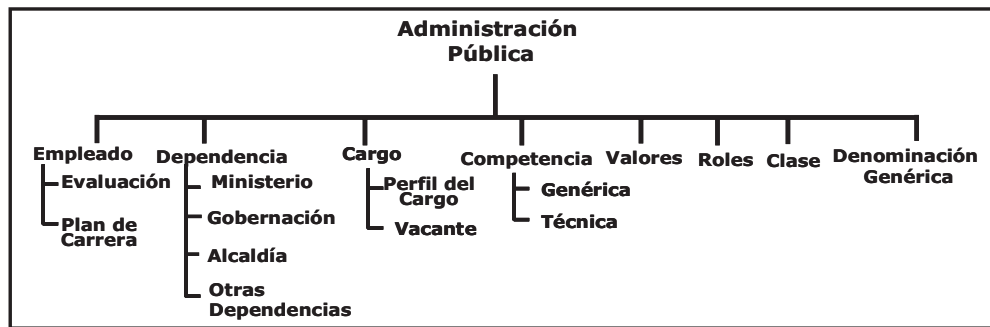 Administración
Pública
Empleado
Evaluación
Plan de
Carrera
Dependencia
Ministerio
Gobernación
Alcaldía
Otras
Dependencias
Cargo
Perfil del
Cargo
Vacante
Competencia
Genérica
Técnica
Valores
Roles
Clase
Denominación
Genérica